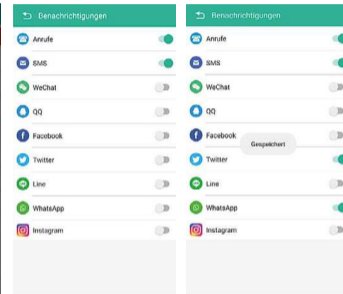 Benachrichtigungen
Anrufe
SMS
WeChat
QQ
Facebook
Twitter
Line
WhatsApp
Instagram
Benachrichtigungen
Anrufe
SMS
WeChat
QQ
Facebook
Gespeichert
Twitter
Line
WhatsApp
Instagram